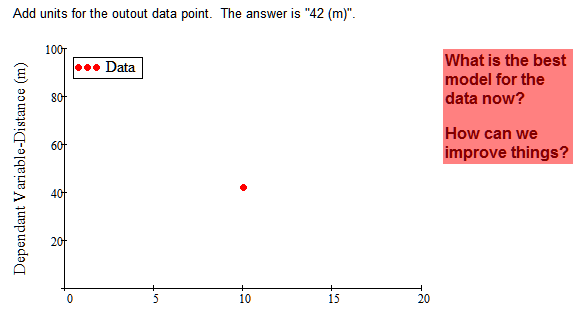 Add units for the outout data point.  The answer is "42 (m)".
100
Data
80
60
40
20
0
5
10
15
20
Dependant Variable-Distance (m)
What is the best
model for the
data now?
How can we
improve things?